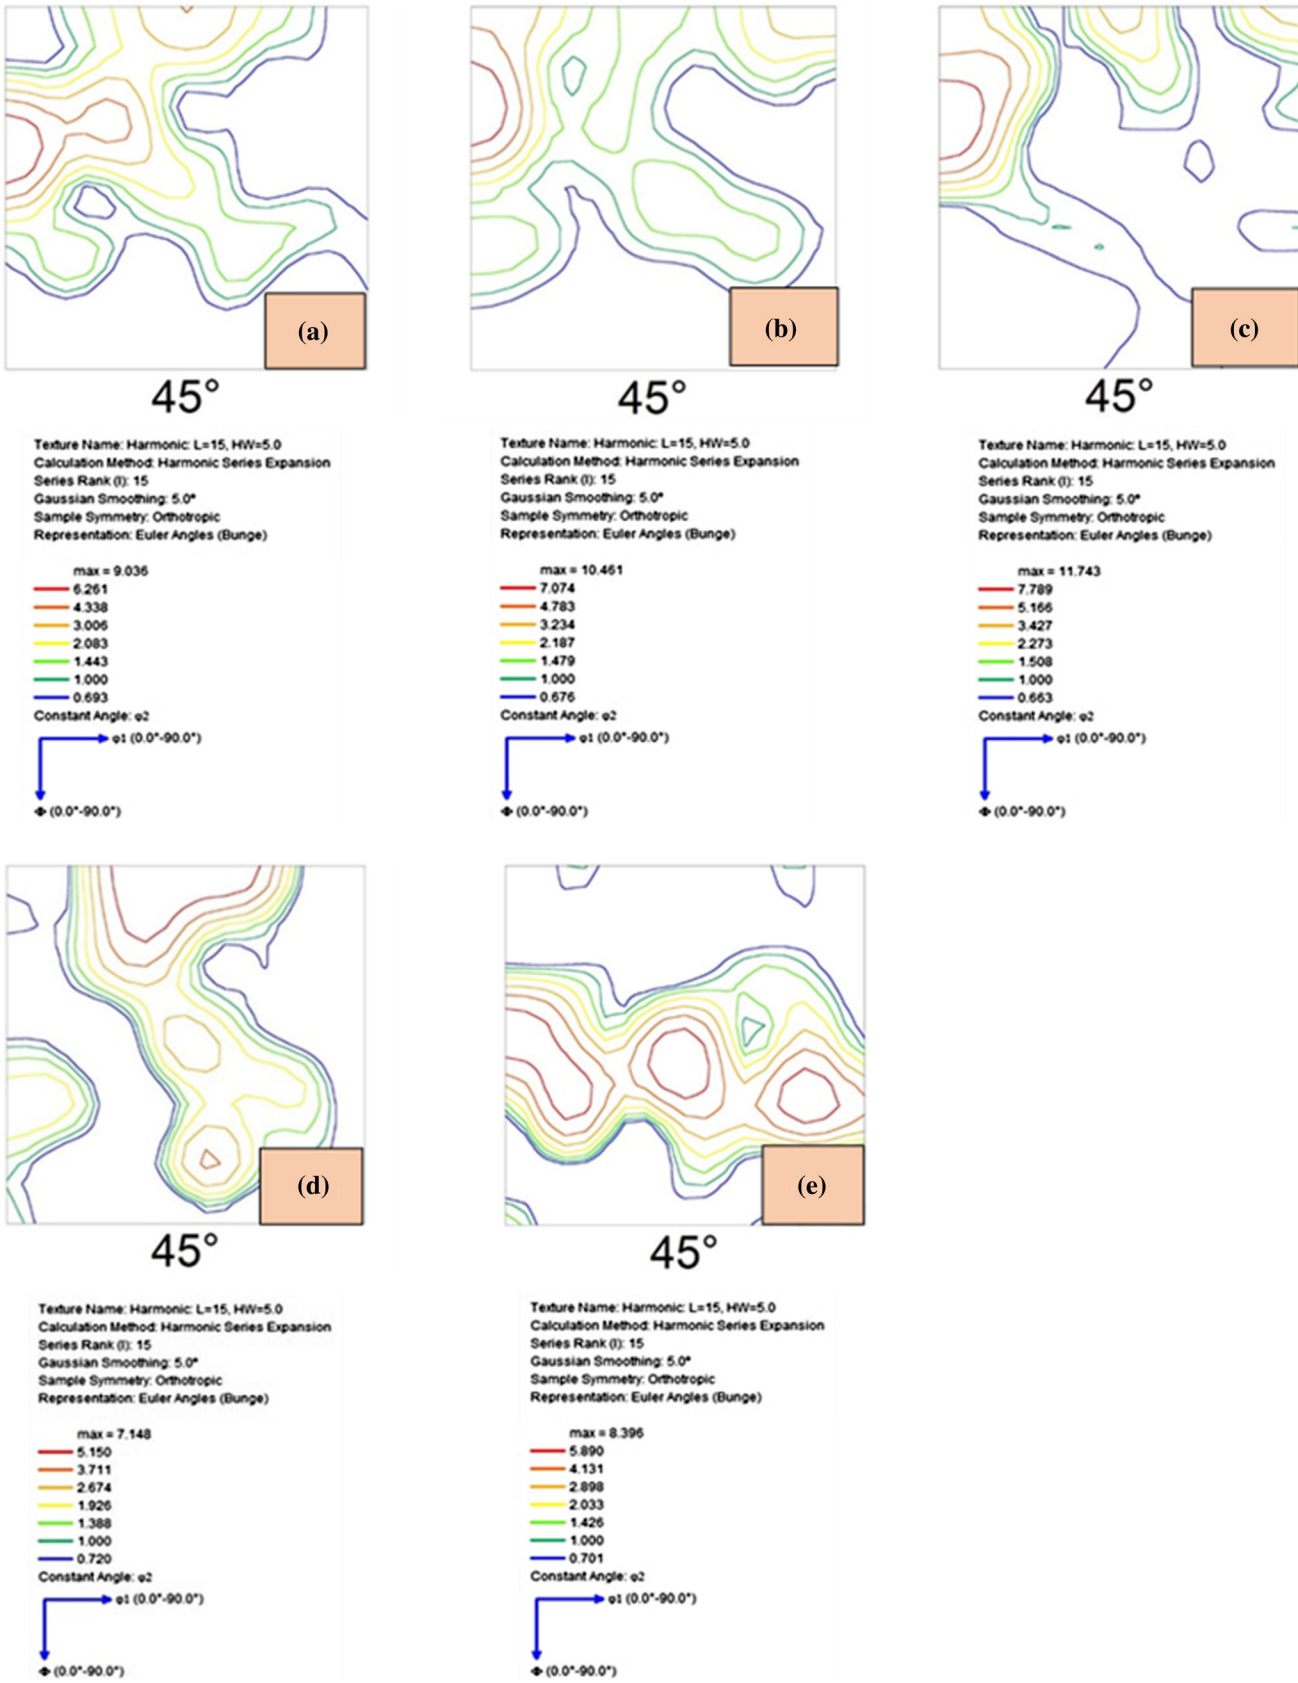 (a)
45°
Texture Name: Harmonic: L=15, HW=5.0
Calculation Method: Harmonic Series Expansion
Series Rank (l): 15
Gaussian Smoothing: 5.0°
Sample Symmetry: Orthotropic
Representation: Euler Angles (Bunge)
max = 9.036
6.261
4.338
3.006
2.083
1.443
1.000
0.693
Constant Angle: φ2
φ1 (0.0°-90.0°)
Φ (0.0°-90.0°)
(b)
45°
Texture Name: Harmonic: L=15, HW=5.0
Calculation Method: Harmonic Series Expansion
Series Rank (l): 15
Gaussian Smoothing: 5.0°
Sample Symmetry: Orthotropic
Representation: Euler Angles (Bunge)
max = 10.461
7.074
4.783
3.234
2.187
1.479
1.000
0.676
Constant Angle: φ2
φ1 (0.0°-90.0°)
Φ (0.0°-90.0°)
(c)
45°
Texture Name: Harmonic: L=15, HW=5.0
Calculation Method: Harmonic Series Expansion
Series Rank (l): 15
Gaussian Smoothing: 5.0°
Sample Symmetry: Orthotropic
Representation: Euler Angles (Bunge)
max = 11.743
7.789
5.166
3.427
2.273
1.508
1.000
0.663
Constant Angle: φ2
φ1 (0.0°-90.0°)
Φ (0.0°-90.0°)
(d)
45°
Texture Name: Harmonic: L=15, HW=5.0
Calculation Method: Harmonic Series Expansion
Series Rank (l): 15
Gaussian Smoothing: 5.0°
Sample Symmetry: Orthotropic
Representation: Euler Angles (Bunge)
max = 7.148
5.150
3.711
2.674
1.926
1.388
1.000
0.720
Constant Angle: φ2
φ1 (0.0°-90.0°)
Φ (0.0°-90.0°)
(e)
45°
Texture Name: Harmonic: L=15, HW=5.0
Calculation Method: Harmonic Series Expansion
Series Rank (l): 15
Gaussian Smoothing: 5.0°
Sample Symmetry: Orthotropic
Representation: Euler Angles (Bunge)
max = 8.396
5.890
4.131
2.898
2.033
1.426
1.000
0.701
Constant Angle: φ2
φ1 (0.0°-90.0°)
Φ (0.0°-90.0°)